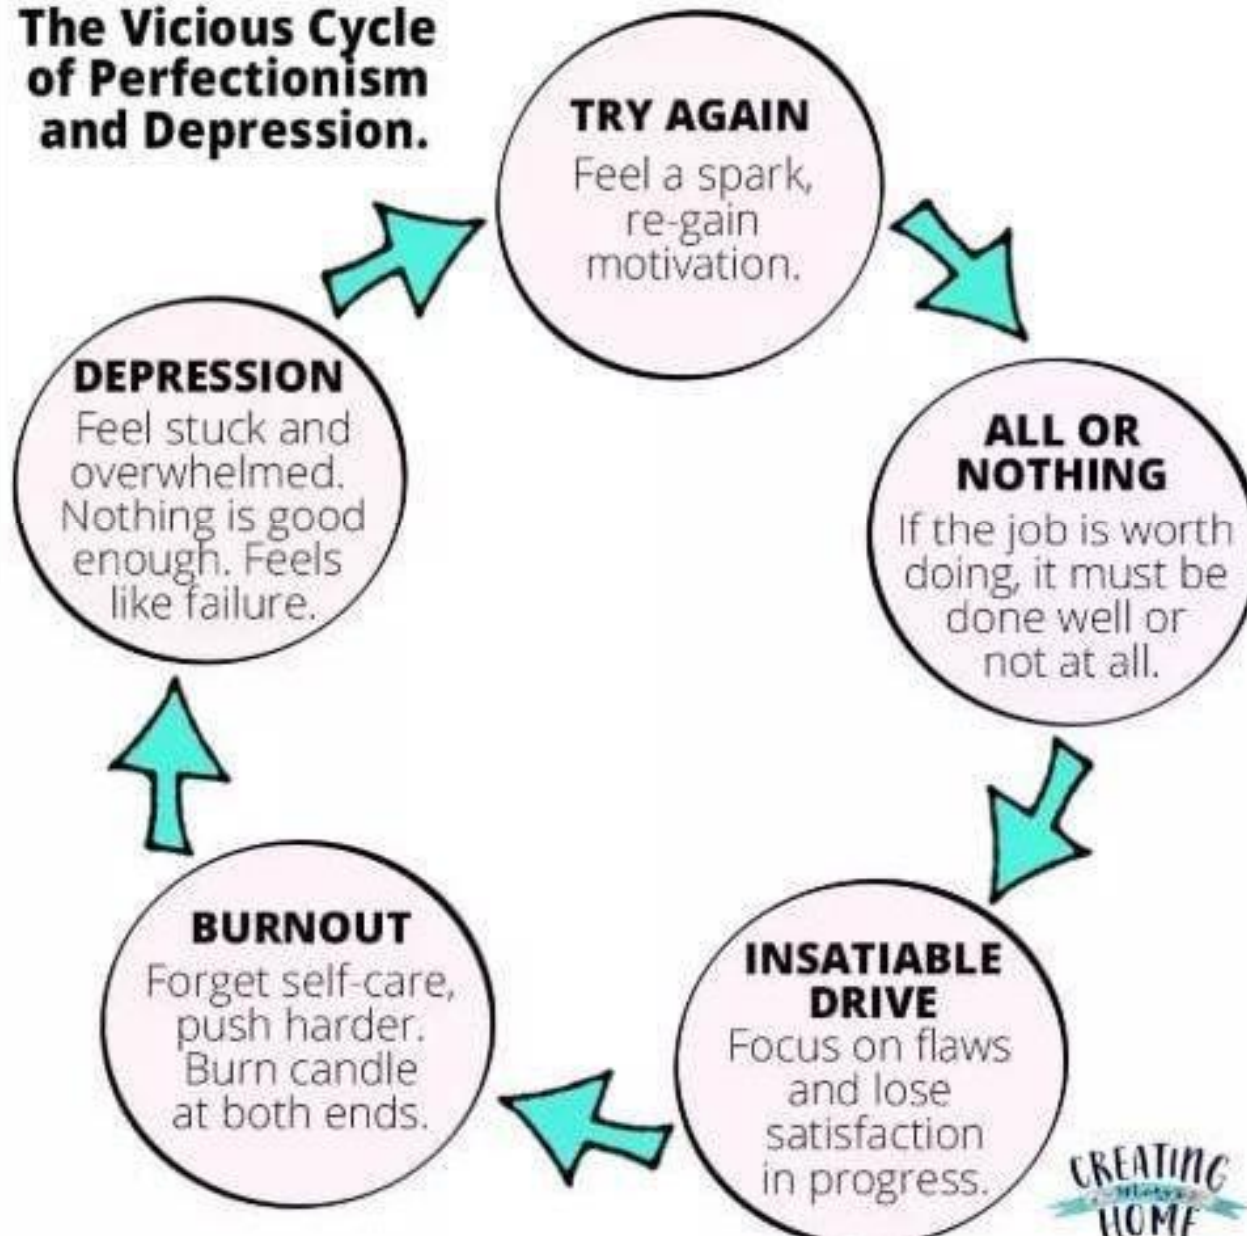 The Vicious Cycle
of Perfectionism
and Depression.
TRY AGAIN
Feel a spark,
re-gain
motivation.
ALL OR
NOTHING
If the job is worth
doing, it must be
done well or
not at all.
INSATIABLE
DRIVE
Focus on flaws
and lose
satisfaction
in progress.
BURNOUT
Forget self-care,
push harder.
Burn candle
at both ends.
DEPRESSION
Feel stuck and
overwhelmed.
Nothing is good
enough. Feels
like failure.
CREATING
HOME